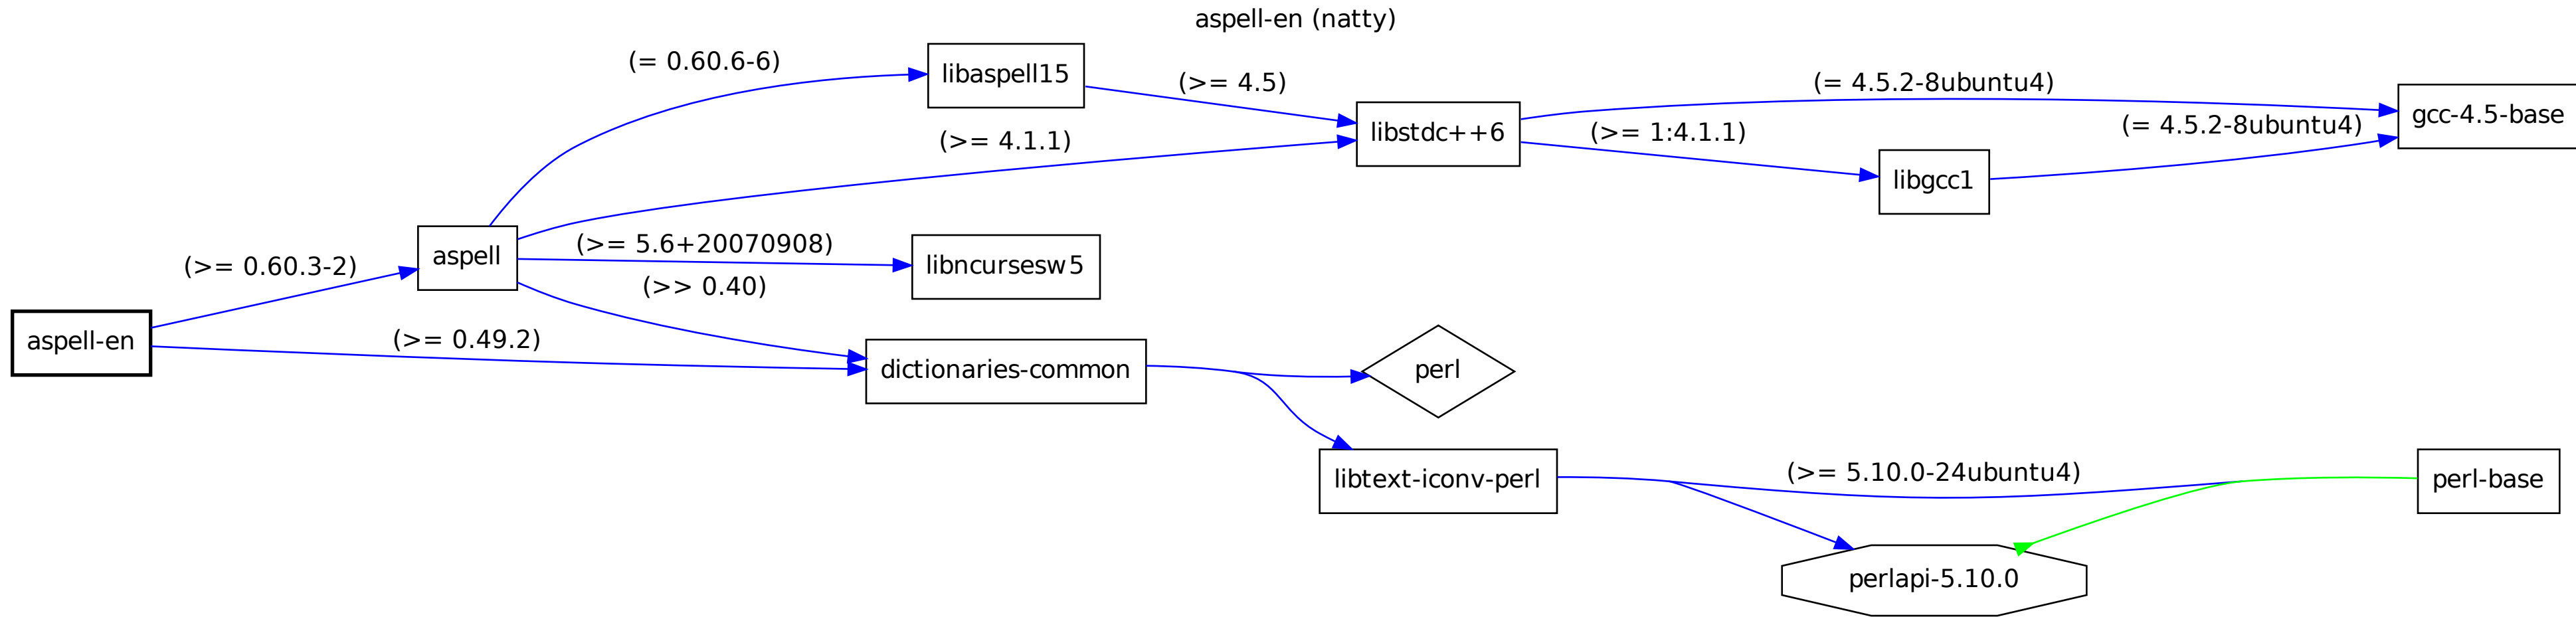 aspell-en (natty)
(= 0.60.6-6)
libaspell15
(>= 4.5)
(= 4.5.2-8ubuntu4)
gcc-4.5-base
(>= 4.1.1)
libstdc++6
(>= 1:4.1.1)
(= 4.5.2-8ubuntu4)
libgcc1
(>= 0.60.3-2)
aspell
(>= 5.6+20070908)
libncursesw5
(>> 0.40)
aspell-en
(>= 0.49.2)
dictionaries-common
perl
libtext-iconv-perl
(>= 5.10.0-24ubuntu4)
perl-base
perlapi-5.10.0